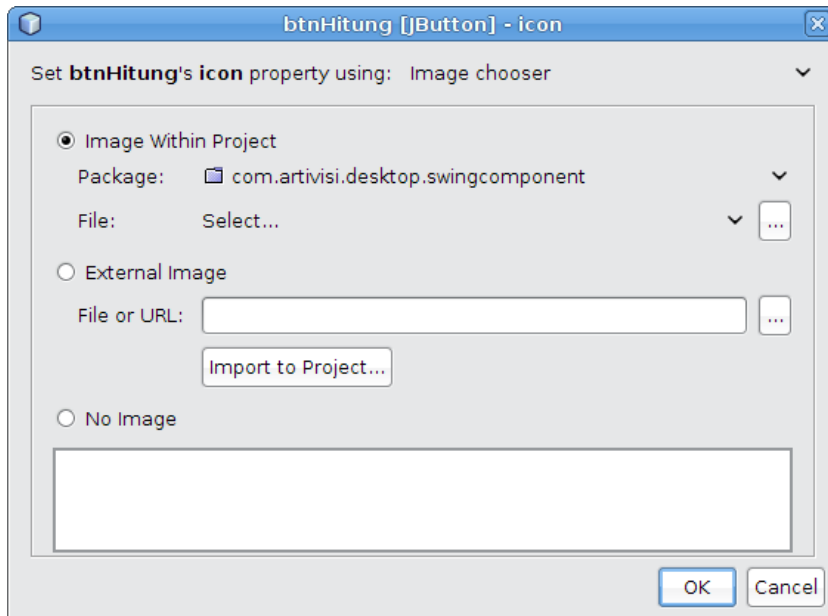 btnHitung [JButton] - icon
Set btnHitung's icon property using: Image chooser
Image Within Project
Package: com.artivisi.desktop.swingcomponent
File: Select... ...
External Image
File or URL: ...
Import to Project...
No Image
OK Cancel